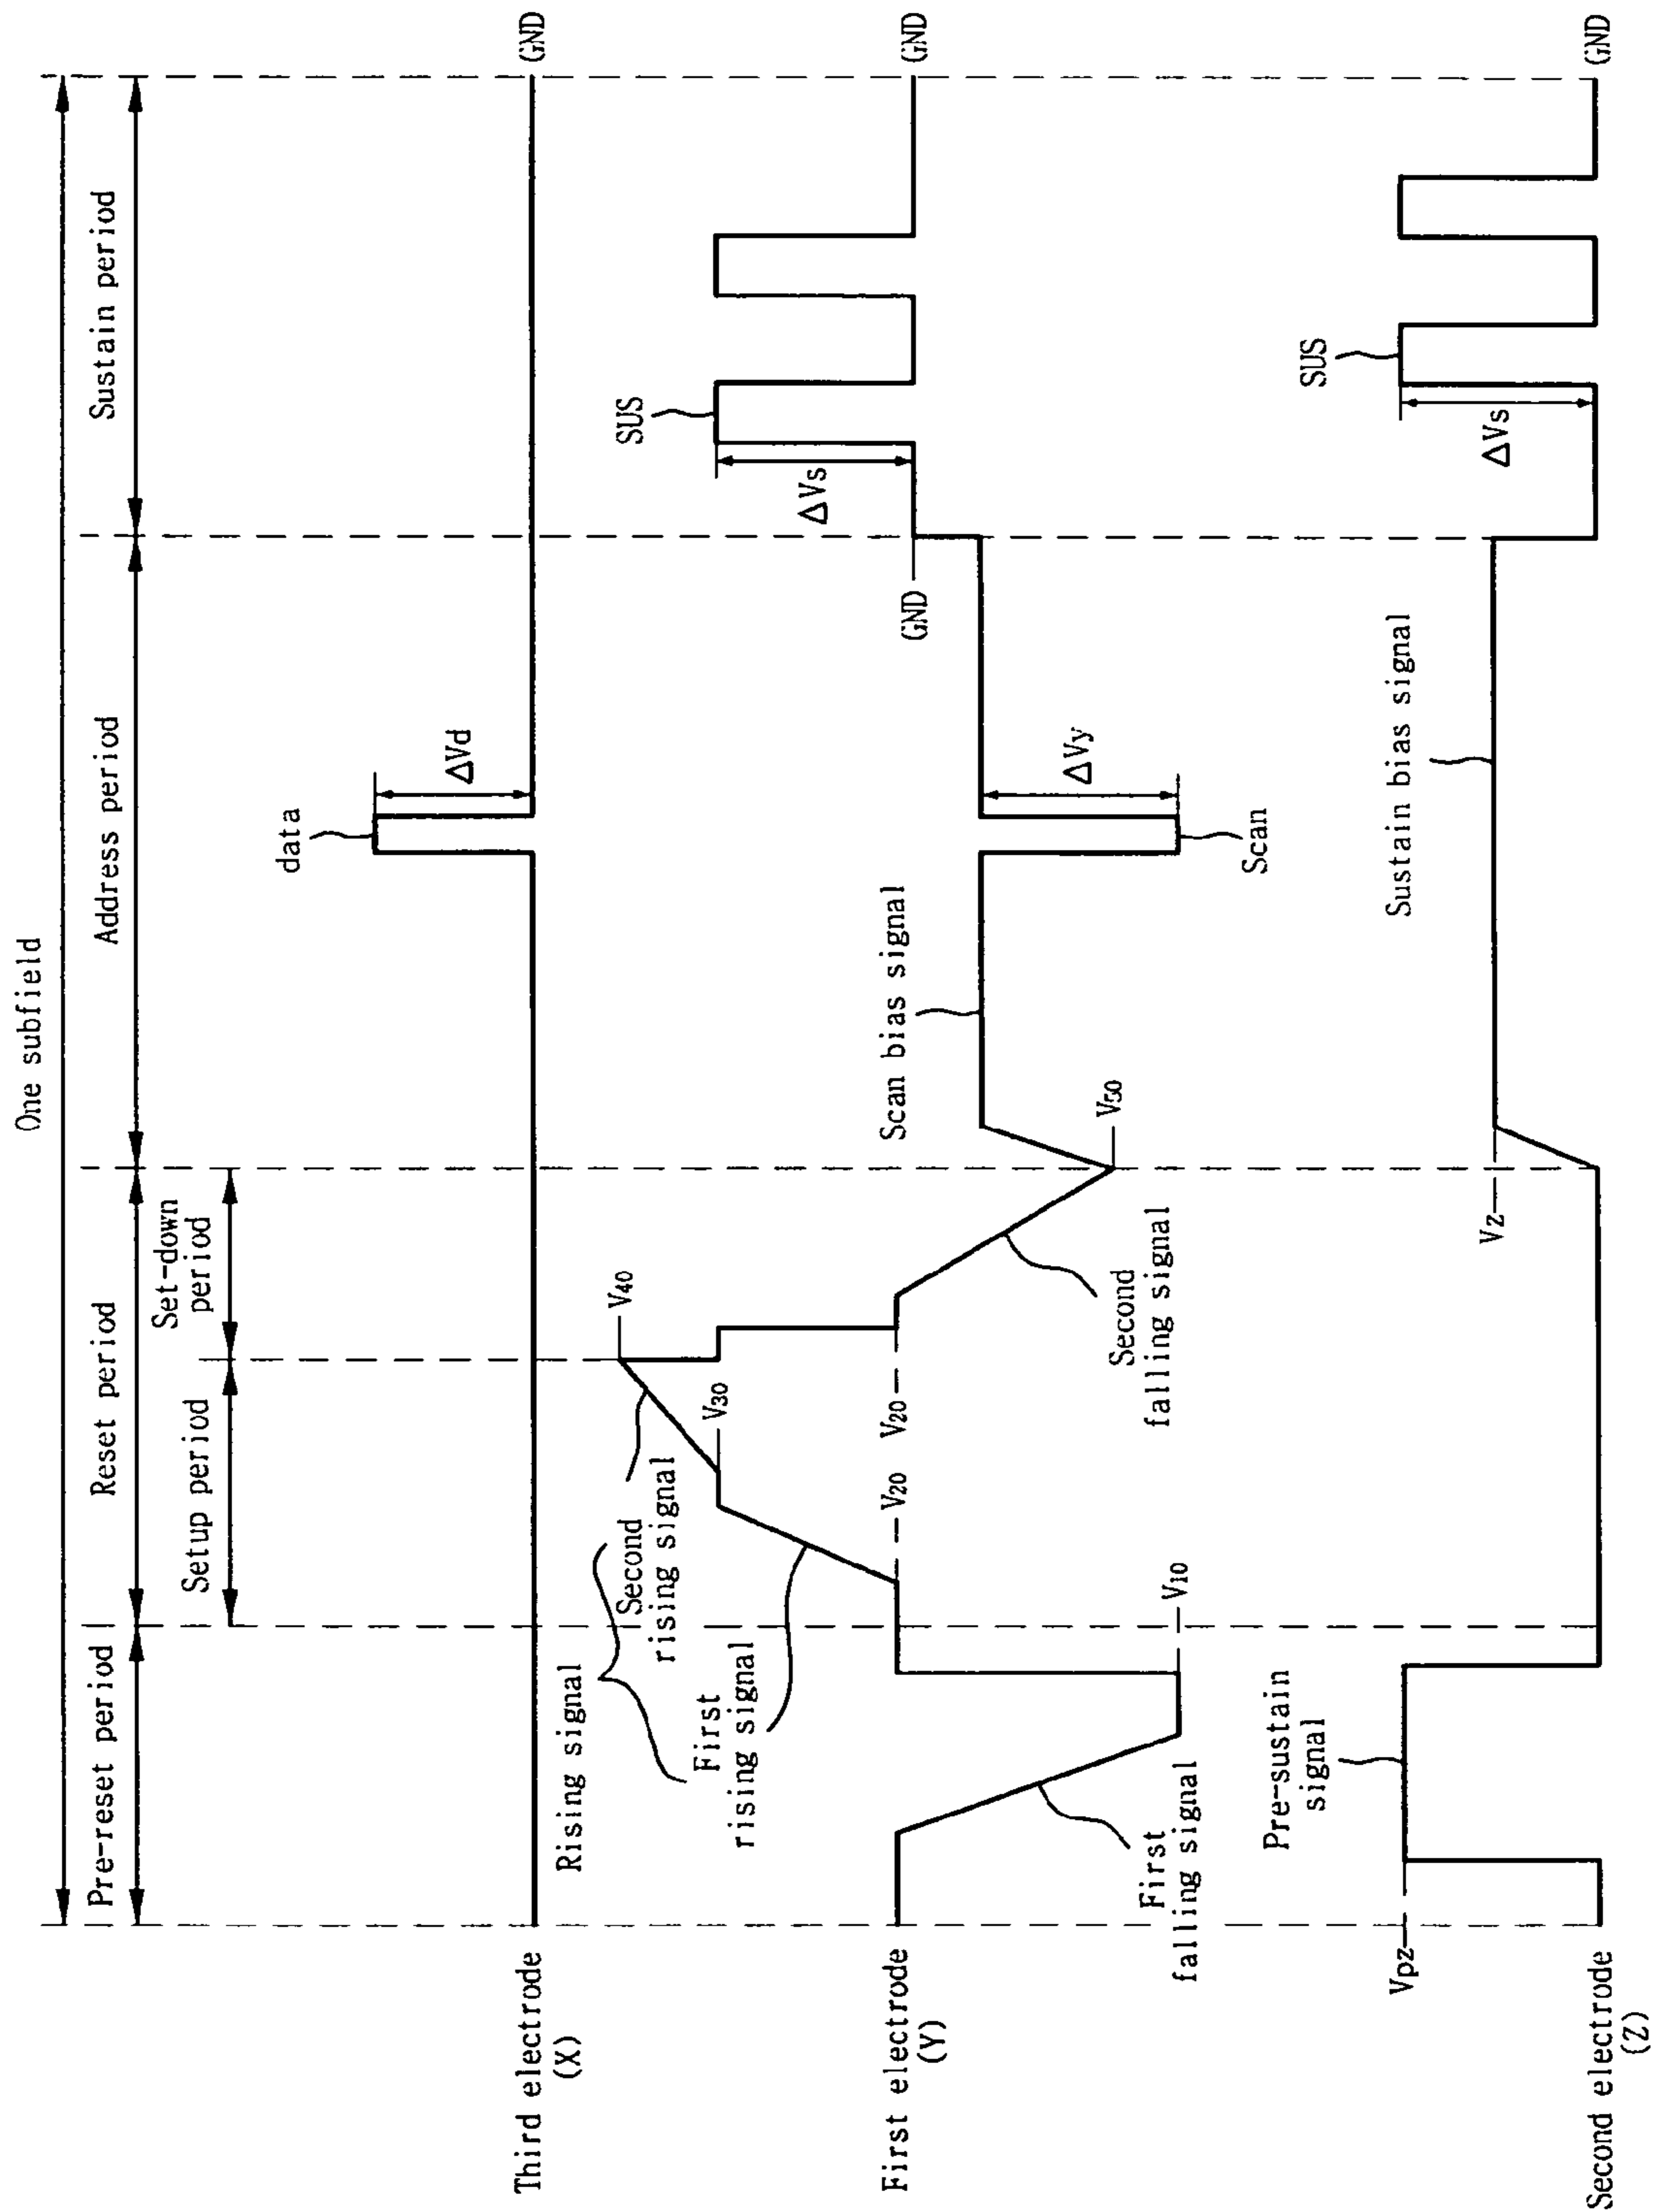 One subfield
Pre-reset period
Reset period
Address period
Sustain period
Setup period
Set-down
period
data
ΔVd
Third electrode
(X)
GND
Rising signal
Second
rising signal
First
rising signal
V40
V30
V20
V20
SUS
ΔVs
First electrode
(Y)
GND
GND
Scan bias signal
V10
V50
ΔVy
Scan
First
falling signal
Second
falling signal
Pre-sustain
signal
Vpz
Vz
Sustain bias signal
SUS
ΔVs
Second electrode
(Z)
GND